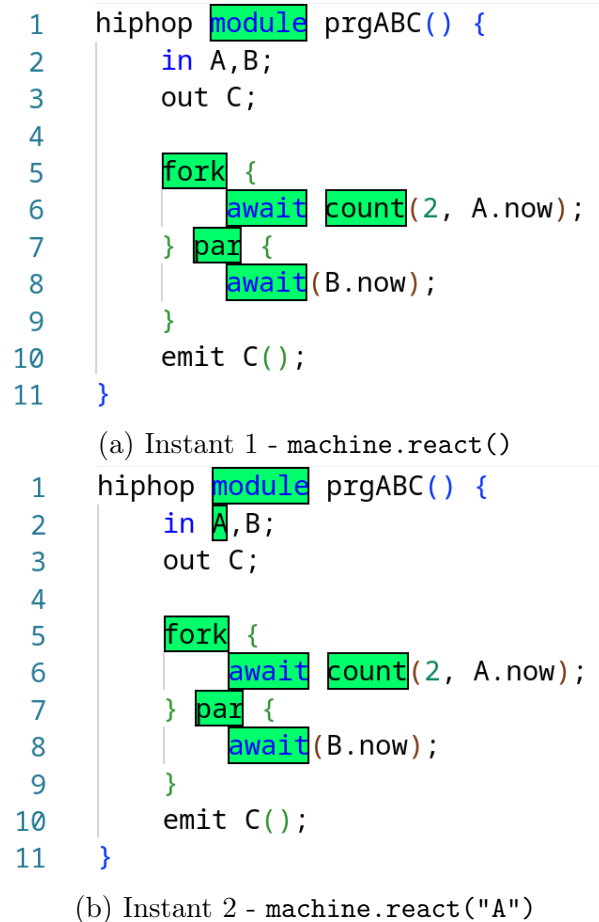 1 hiphop module prgABC() {
2 in A,B;
3 out C;
4
5 fork {
6 await count(2, A.now);
7 } par {
8 await(B.now);
9 }
10 emit C();
11 }
(a) Instant 1 - machine.react()
1 hiphop module prgABC() {
2 in A,B;
3 out C;
4
5 fork {
6 await count(2, A.now);
7 } par {
8 await(B.now);
9 }
10 emit C();
11 }
(b) Instant 2 - machine.react("A")